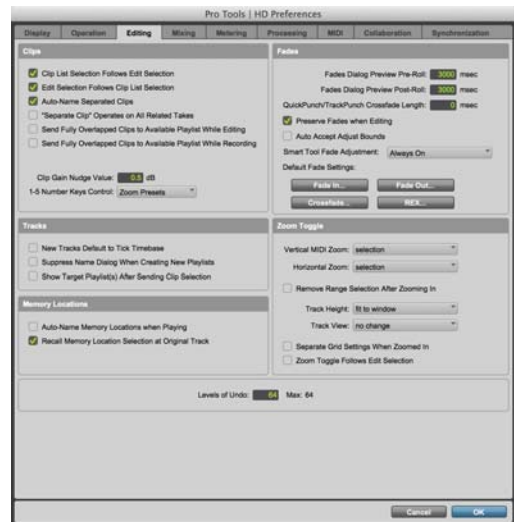 Pro Tools | HD Preferences
Display Operation Editing Mixing Metering Processing MIDI Collaboration Synchronization
Clips
Clip List Selection Follows Edit Selection
Edit Selection Follows Clip List Selection
Auto-Name Separated Clips
"Separate Clip" Operates on All Related Takes
Send Fully Overlapped Clips to Available Playlist While Editing
Send Fully Overlapped Clips to Available Playlist While Recording
Clip Gain Nudge Value: 0.5 dB
1-5 Number Keys Control: Zoom Presets
Fades
Fades Dialog Preview Pre-Roll: 3000 msec
Fades Dialog Preview Post-Roll: 3000 msec
QuickPunch/TrackPunch Crossfade Length: 0 msec
Preserve Fades when Editing
Auto Accept Adjust Bounds
Smart Tool Fade Adjustment: Always On
Default Fade Settings:
Fade In... Fade Out...
Crossfade... REX...
Tracks
New Tracks Default to Tick Timebase
Suppress Name Dialog When Creating New Playlists
Show Target Playlist(s) After Sending Clip Selection
Memory Locations
Auto-Name Memory Locations when Playing
Recall Memory Location Selection at Original Track
Zoom Toggle
Vertical MIDI Zoom: selection
Horizontal Zoom: selection
Remove Range Selection After Zooming In
Track Height: fit to window
Track View: no change
Separate Grid Settings When Zoomed In
Zoom Toggle Follows Edit Selection
Levels of Undo: 64 Max: 64
Cancel OK